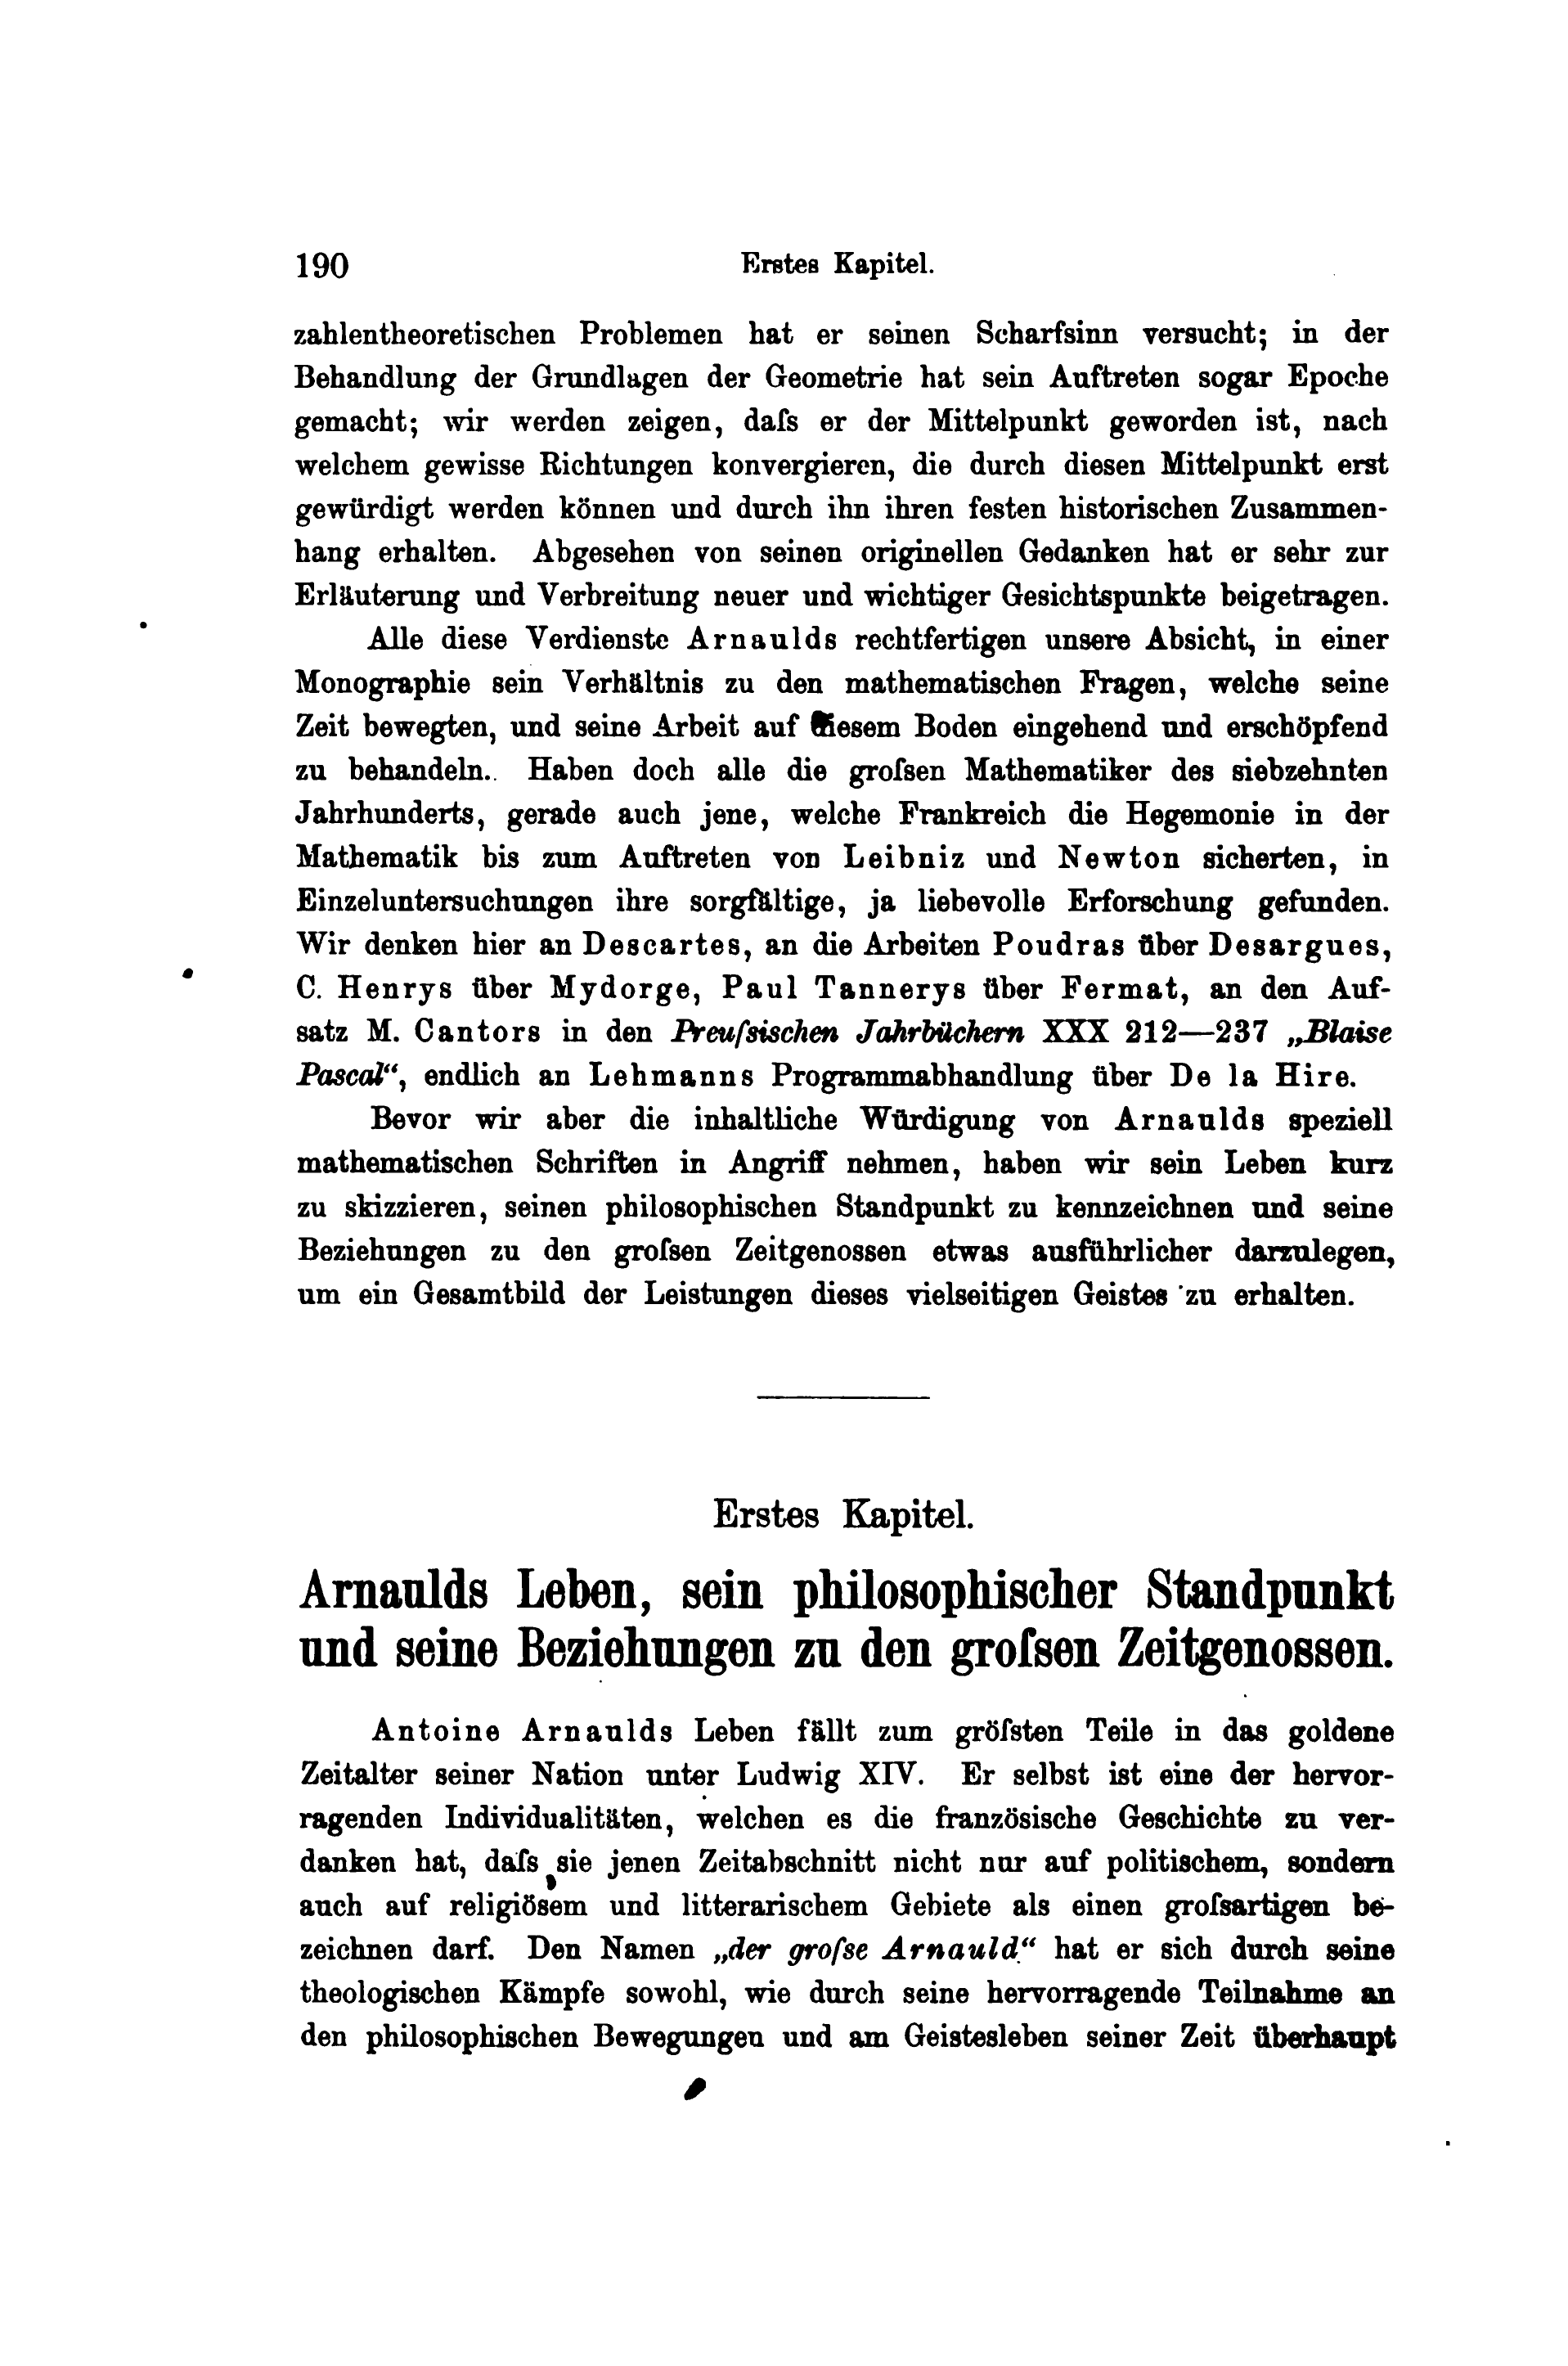 190 Erstes Kapitel.
zahlentheoretischen Problemen hat er seinen Scharfsinn versucht; in der
Behandlung der Grundlagen der Geometrie hat sein Auftreten sogar Epoche
gemacht; wir werden zeigen, daſs er der Mittelpunkt geworden ist, nach
welchem gewisse Richtungen konvergieren, die durch diesen Mittelpunkt erst
gewürdigt werden können und durch ihn ihren festen historischen Zusammen-
hang erhalten. Abgesehen von seinen originellen Gedanken hat er sehr zur
Erläuterung und Verbreitung neuer und wichtiger Gesichtspunkte beigetragen.
Alle diese Verdienste Arnaulds rechtfertigen unsere Absicht, in einer
Monographie sein Verhältnis zu den mathematischen Fragen, welche seine
Zeit bewegten, und seine Arbeit auf diesem Boden eingehend und erschöpfend
zu behandeln. Haben doch alle die groſsen Mathematiker des siebzehnten
Jahrhunderts, gerade auch jene, welche Frankreich die Hegemonie in der
Mathematik bis zum Auftreten von Leibniz und Newton sicherten, in
Einzeluntersuchungen ihre sorgfältige, ja liebevolle Erforschung gefunden.
Wir denken hier an Descartes, an die Arbeiten Poudras über Desargues,
C. Henrys über Mydorge, Paul Tannerys über Fermat, an den Auf-
satz M. Cantors in den Preuſsischen Jahrbüchern XXX 212—237 „Blaise
Pascal“, endlich an Lehmanns Programmabhandlung über De la Hire.
Bevor wir aber die inhaltliche Würdigung von Arnaulds speziell
mathematischen Schriften in Angriff nehmen, haben wir sein Leben kurz
zu skizzieren, seinen philosophischen Standpunkt zu kennzeichnen und seine
Beziehungen zu den groſsen Zeitgenossen etwas ausführlicher darzulegen,
um ein Gesamtbild der Leistungen dieses vielseitigen Geistes zu erhalten.
Erstes Kapitel.
Arnaulds Leben, sein philosophischer Standpunkt
und seine Beziehungen zu den groſsen Zeitgenossen.
Antoine Arnaulds Leben fällt zum gröſsten Teile in das goldene
Zeitalter seiner Nation unter Ludwig XIV. Er selbst ist eine der hervor-
ragenden Individualitäten, welchen es die französische Geschichte zu ver-
danken hat, daſs sie jenen Zeitabschnitt nicht nur auf politischem, sondern
auch auf religiösem und litterarischem Gebiete als einen groſsartigen be-
zeichnen darf. Den Namen „der groſse Arnauld“ hat er sich durch seine
theologischen Kämpfe sowohl, wie durch seine hervorragende Teilnahme an
den philosophischen Bewegungen und am Geistesleben seiner Zeit überhaupt